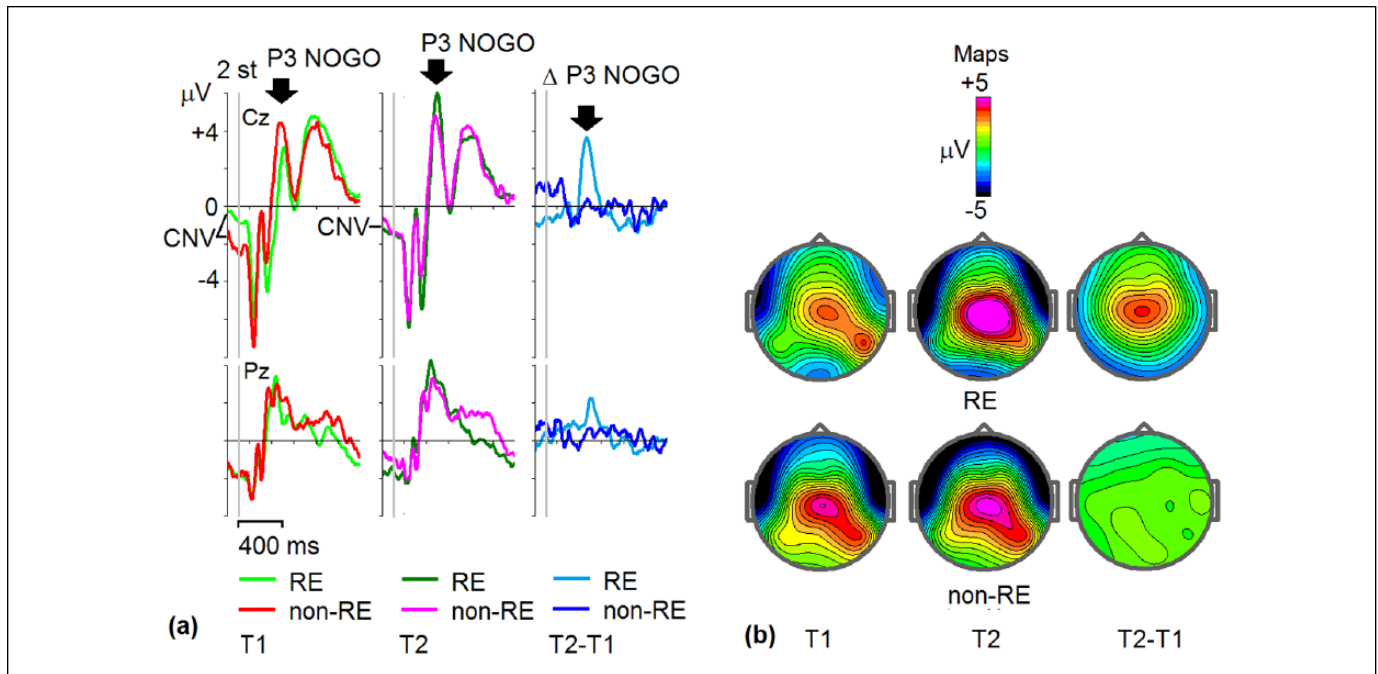 P3 NOGO
P3 NOGO
Δ P3 NOGO
2 st
μV
Cz
+4
0
CNV
CNV
-4
Pz
400 ms
RE
non-RE
RE
non-RE
RE
non-RE
(a)
T1
T2
T2-T1
Maps
+5
μV
-5
RE
non-RE
(b)
T1
T2
T2-T1